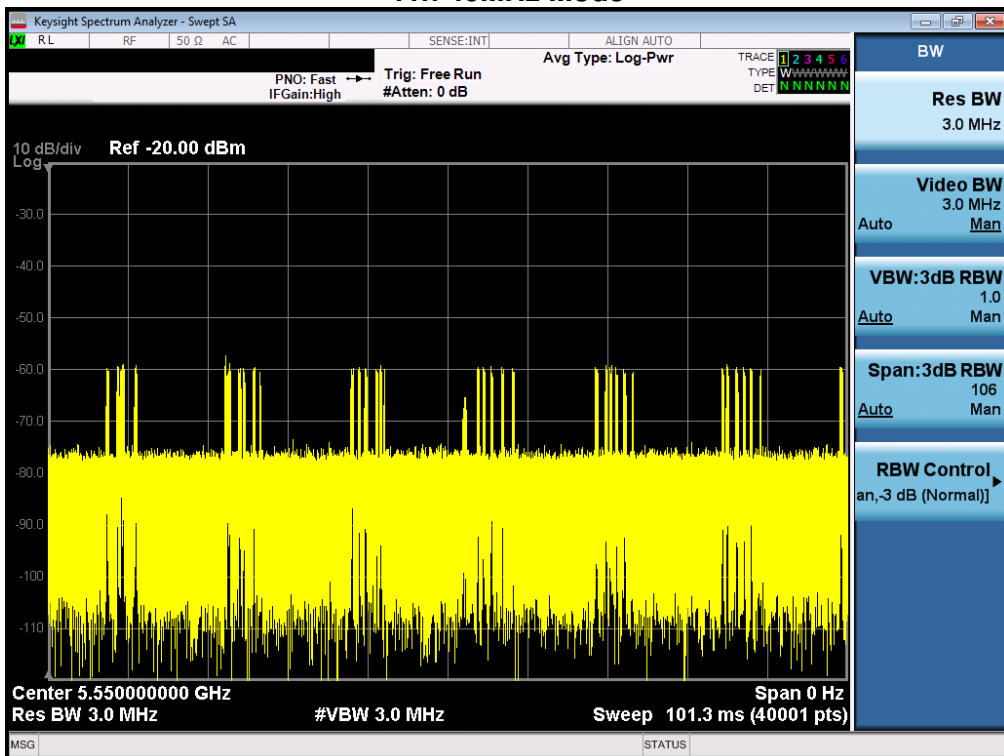 Keysight Spectrum Analyzer - Swept SA
LXI RL RF 50 Ω AC SENSE:INT ALIGN AUTO
Avg Type: Log-Pwr
PNO: Fast
IFGain:High
Trig: Free Run
#Atten: 0 dB
TRACE 1 2 3 4 5 6
TYPE W
DET N N N N N N
10 dB/div
Log
Ref -20.00 dBm
-30.0
-40.0
-50.0
-60.0
-70.0
-80.0
-90.0
-100
-110
Center 5.550000000 GHz
Span 0 Hz
Res BW 3.0 MHz
#VBW 3.0 MHz
Sweep 101.3 ms (40001 pts)
MSG
STATUS
BW
Res BW
3.0 MHz
Video BW
3.0 MHz
Auto Man
VBW:3dB RBW
1.0
Auto Man
Span:3dB RBW
106
Auto Man
RBW Control
an,-3 dB (Normal)]